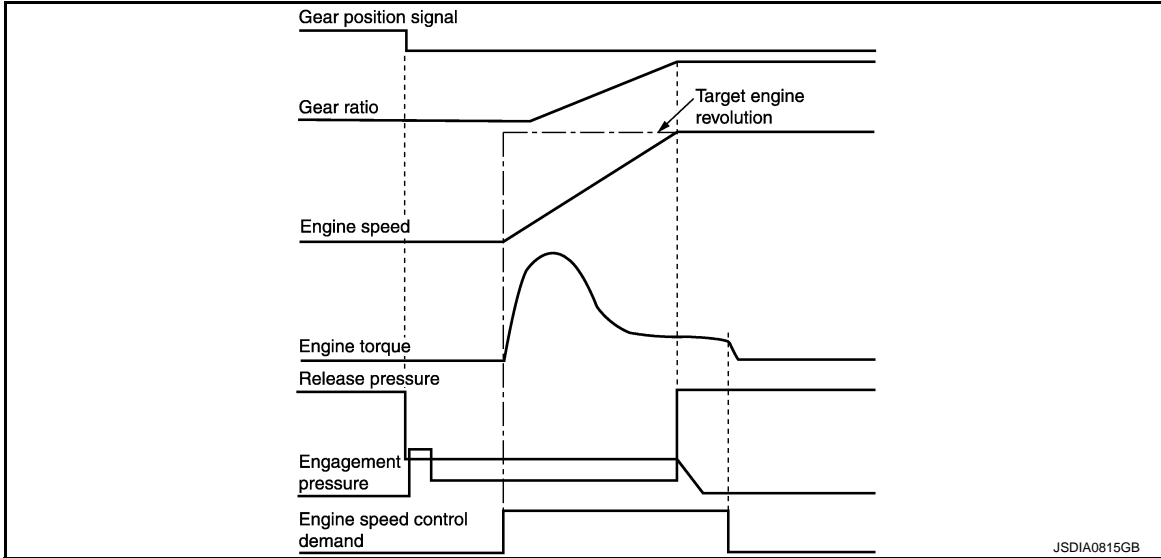 Gear position signal
Gear ratio
Target engine
revolution
Engine speed
Engine torque
Release pressure
Engagement
pressure
Engine speed control
demand
JSDIA0815GB